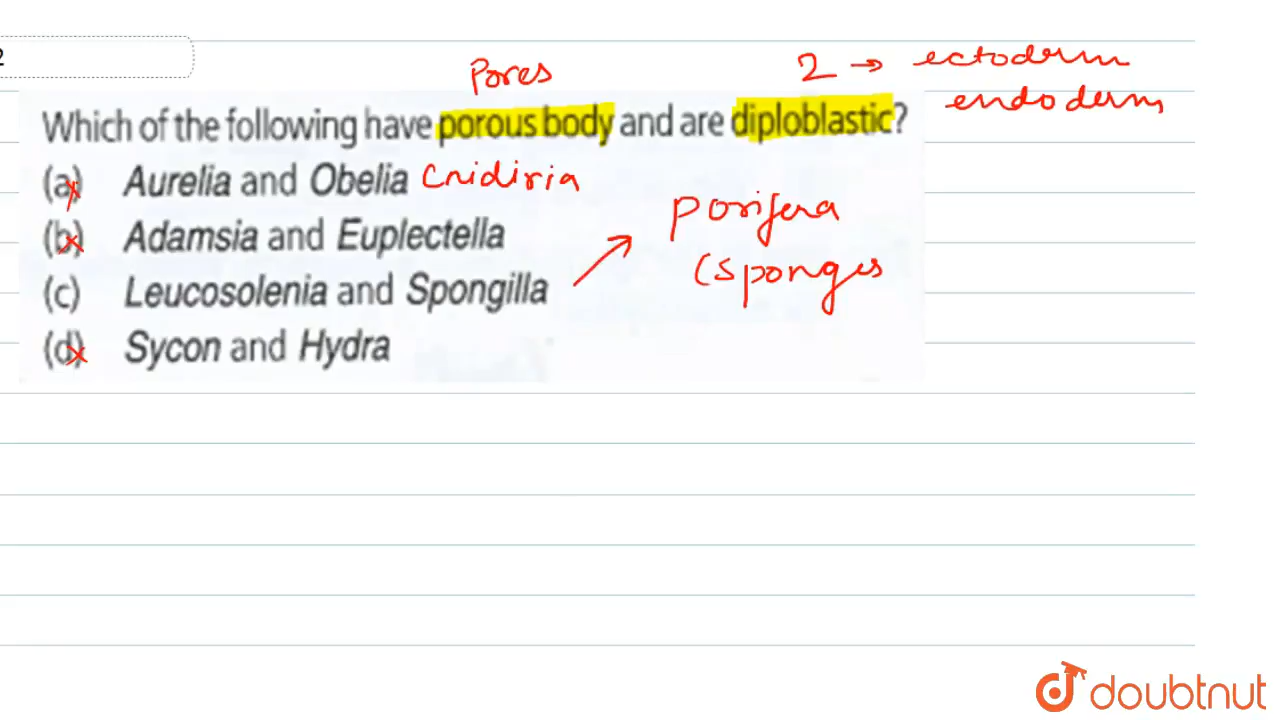 2
Pores
2 → ectoderm
endoderm
Which of the following have porous body and are diploblastic?
(a) Aurelia and Obelia Cnidiria
(b) Adamsia and Euplectella
porifera
(c) Leucosolenia and Spongilla
(sponges
(d) Sycon and Hydra
doubtnut